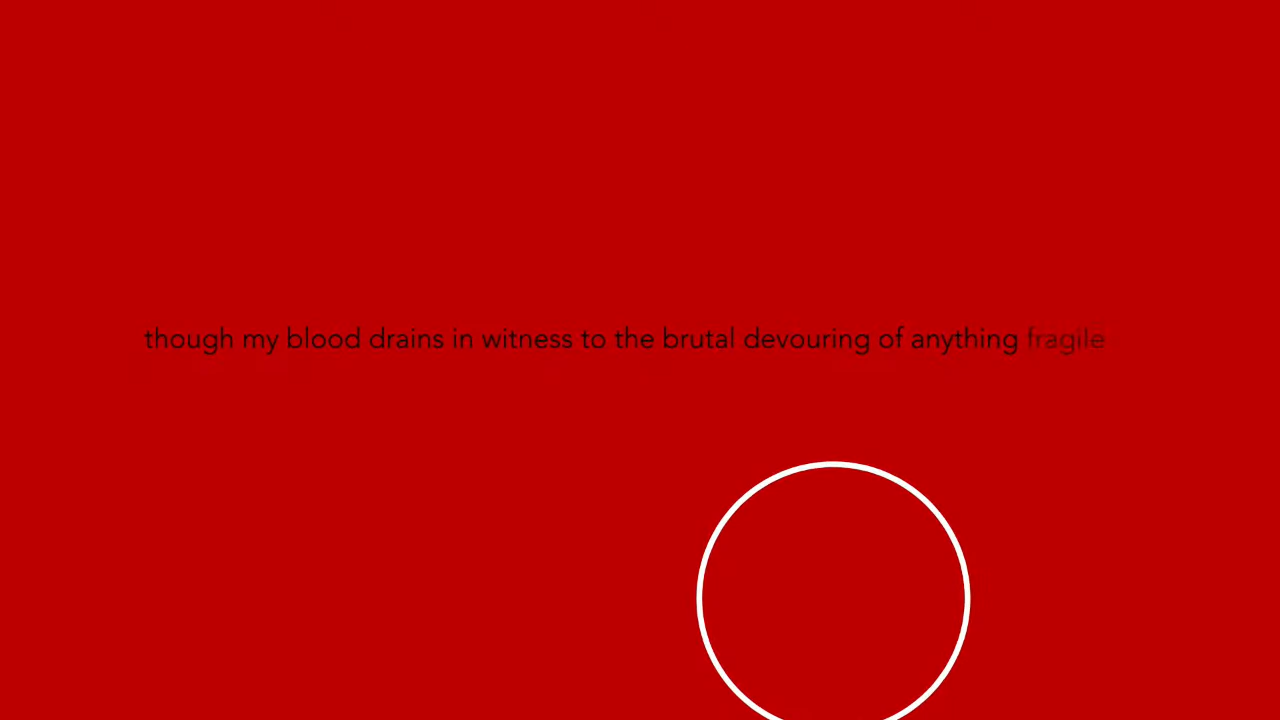 though my blood drains in witness to the brutal devouring of anything fragile